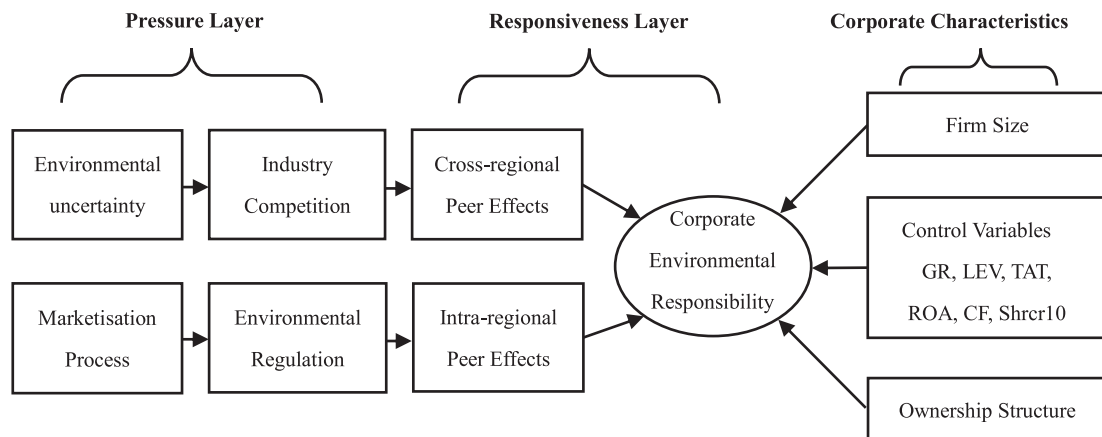 Pressure Layer
Responsiveness Layer
Corporate Characteristics
Environmental
uncertainty
Industry
Competition
Cross-regional
Peer Effects
Marketisation
Process
Environmental
Regulation
Intra-regional
Peer Effects
Corporate
Environmental
Responsibility
Firm Size
Control Variables
GR, LEV, TAT,
ROA, CF, Shrcr10
Ownership Structure